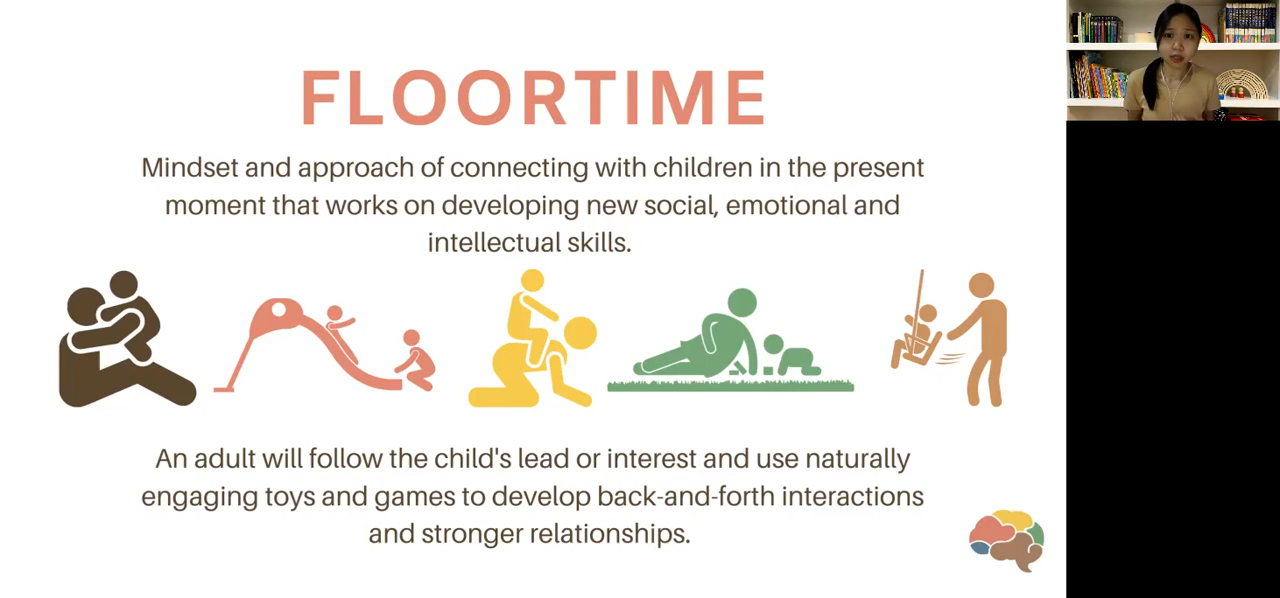 FLOORTIME
Mindset and approach of connecting with children in the present
moment that works on developing new social, emotional and
intellectual skills.
An adult will follow the child's lead or interest and use naturally
engaging toys and games to develop back-and-forth interactions
and stronger relationships.